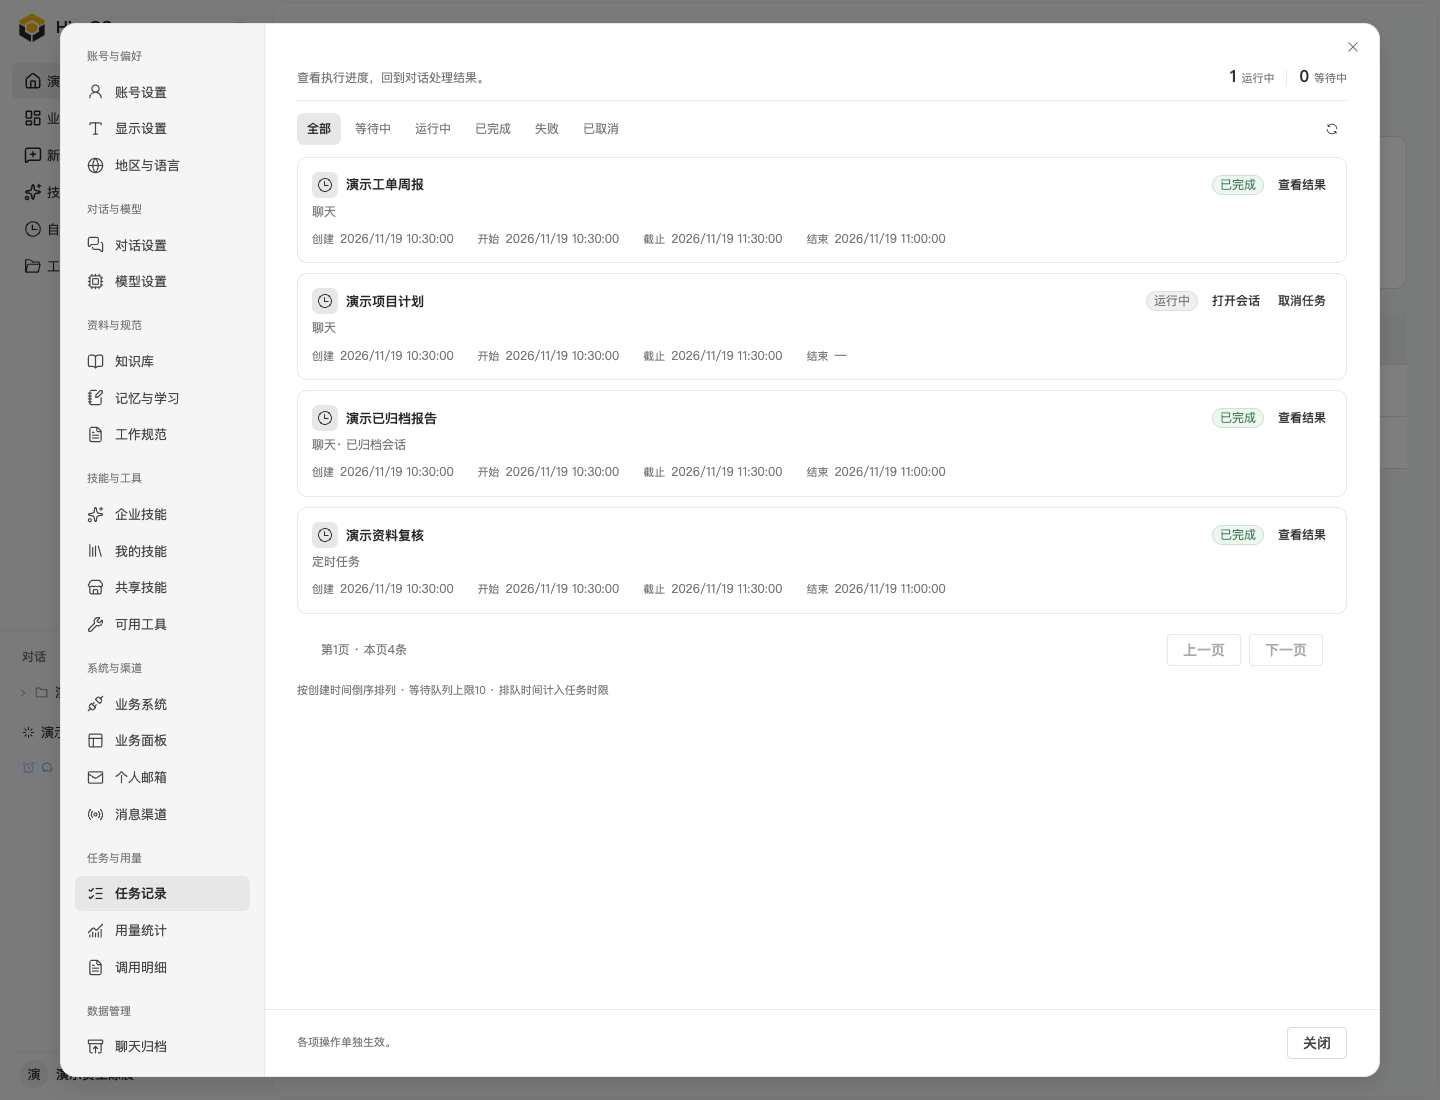 账号与偏好
账号设置
显示设置
地区与语言
对话与模型
对话设置
模型设置
资料与规范
知识库
记忆与学习
工作规范
技能与工具
企业技能
我的技能
共享技能
可用工具
系统与渠道
业务系统
业务面板
个人邮箱
消息渠道
任务与用量
任务记录
用量统计
调用明细
数据管理
聊天归档
查看执行进度，回到对话处理结果。
1 运行中 0 等待中
全部 等待中 运行中 已完成 失败 已取消
演示工单周报 已完成 查看结果
聊天
创建 2026/11/19 10:30:00 开始 2026/11/19 10:30:00 截止 2026/11/19 11:30:00 结束 2026/11/19 11:00:00
演示项目计划 运行中 打开会话 取消任务
聊天
创建 2026/11/19 10:30:00 开始 2026/11/19 10:30:00 截止 2026/11/19 11:30:00 结束 —
演示已归档报告 已完成 查看结果
聊天· 已归档会话
创建 2026/11/19 10:30:00 开始 2026/11/19 10:30:00 截止 2026/11/19 11:30:00 结束 2026/11/19 11:00:00
演示资料复核 已完成 查看结果
定时任务
创建 2026/11/19 10:30:00 开始 2026/11/19 10:30:00 截止 2026/11/19 11:30:00 结束 2026/11/19 11:00:00
第1页 · 本页4条 上一页 下一页
按创建时间倒序排列 · 等待队列上限10 · 排队时间计入任务时限
各项操作单独生效。 关闭
对话
演